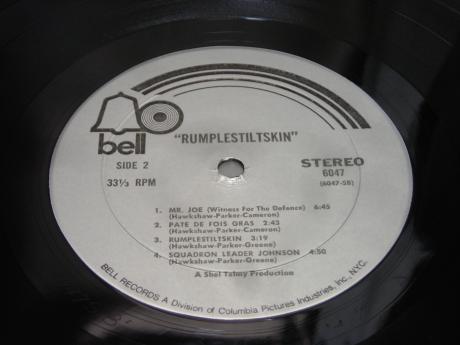 bell
"RUMPLESTILTSKIN"
SIDE 2
33⅓ RPM
STEREO
6047
(6047-SB)
1. MR. JOE (Witness For The Defence) 6:45
(Hawkshaw-Parker-Cameron)
2. PATE DE FOIS GRAS 2:43
(Hawkshaw-Parker-Cameron)
3. RUMPLESTILTSKIN 3:19
(Hawkshaw-Parker-Greene)
4. SQUADRON LEADER JOHNSON 4:50
(Hawkshaw-Parker-Greene)
A Shel Talmy Production
BELL RECORDS A Division of Columbia Pictures Industries, Inc., N.Y.C.